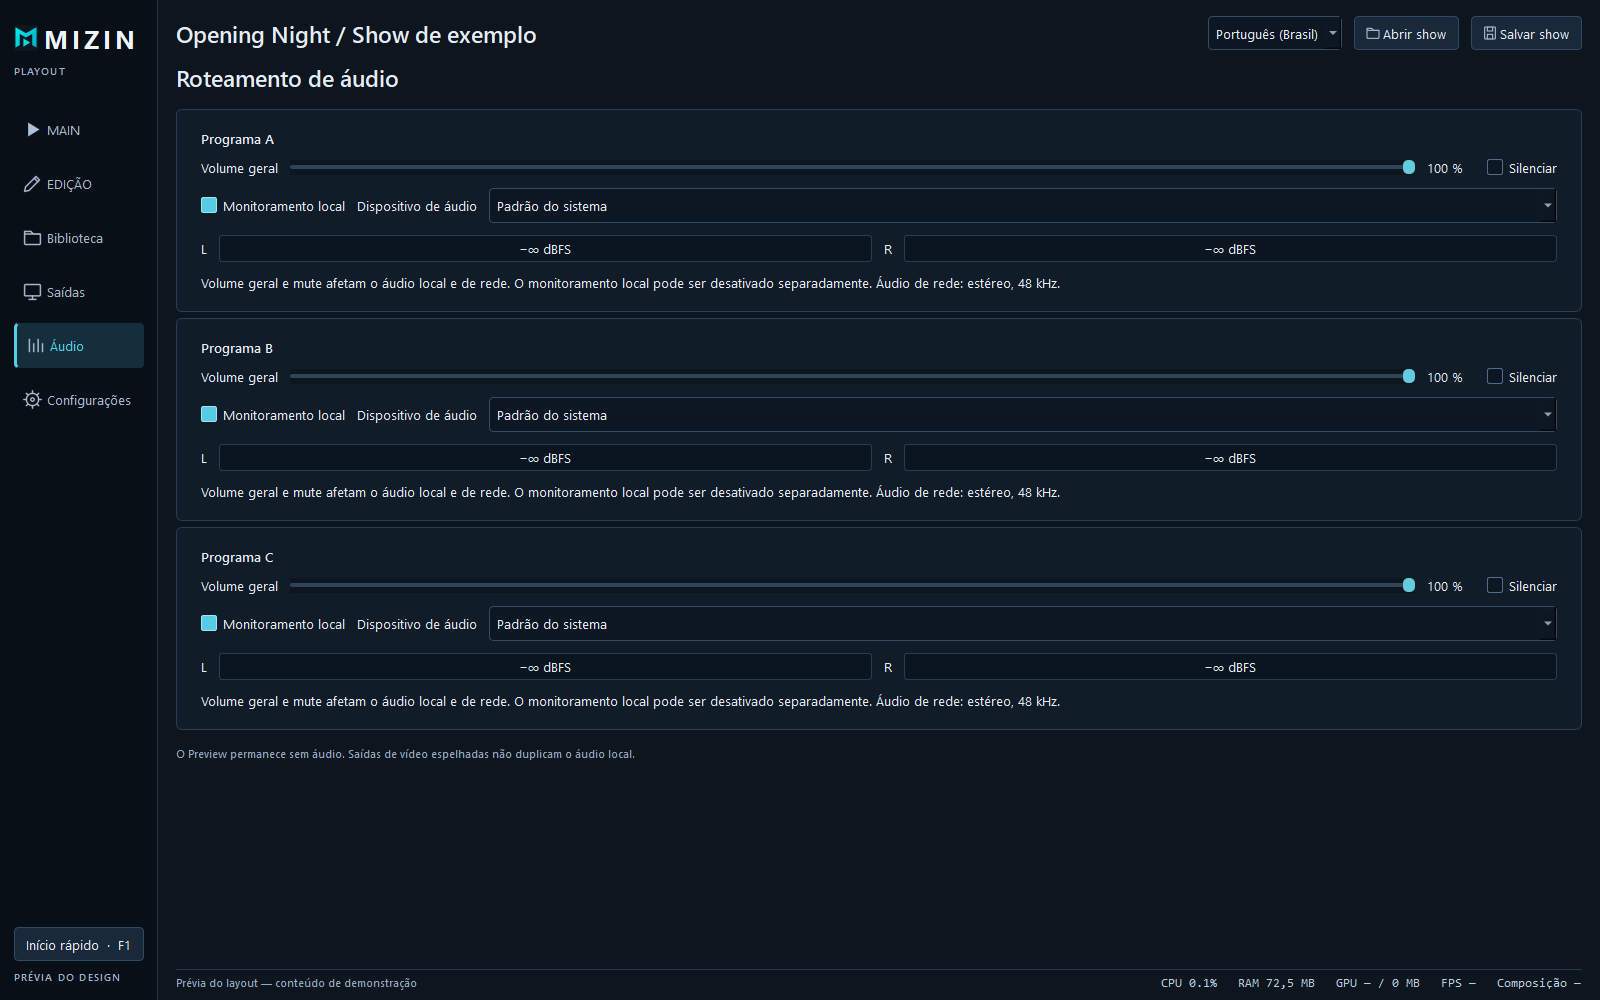 MIZIN
PLAYOUT
MAIN
EDIÇÃO
Biblioteca
Saídas
Áudio
Configurações
Início rápido · F1
PRÉVIA DO DESIGN
Opening Night / Show de exemplo
Português (Brasil)
Abrir show
Salvar show
Roteamento de áudio
Programa A
Volume geral 100 % Silenciar
Monitoramento local Dispositivo de áudio Padrão do sistema
L −∞ dBFS R −∞ dBFS
Volume geral e mute afetam o áudio local e de rede. O monitoramento local pode ser desativado separadamente. Áudio de rede: estéreo, 48 kHz.
Programa B
Volume geral 100 % Silenciar
Monitoramento local Dispositivo de áudio Padrão do sistema
L −∞ dBFS R −∞ dBFS
Volume geral e mute afetam o áudio local e de rede. O monitoramento local pode ser desativado separadamente. Áudio de rede: estéreo, 48 kHz.
Programa C
Volume geral 100 % Silenciar
Monitoramento local Dispositivo de áudio Padrão do sistema
L −∞ dBFS R −∞ dBFS
Volume geral e mute afetam o áudio local e de rede. O monitoramento local pode ser desativado separadamente. Áudio de rede: estéreo, 48 kHz.
O Preview permanece sem áudio. Saídas de vídeo espelhadas não duplicam o áudio local.
Prévia do layout — conteúdo de demonstração
CPU 0.1% RAM 72,5 MB GPU — / 0 MB FPS — Composição —